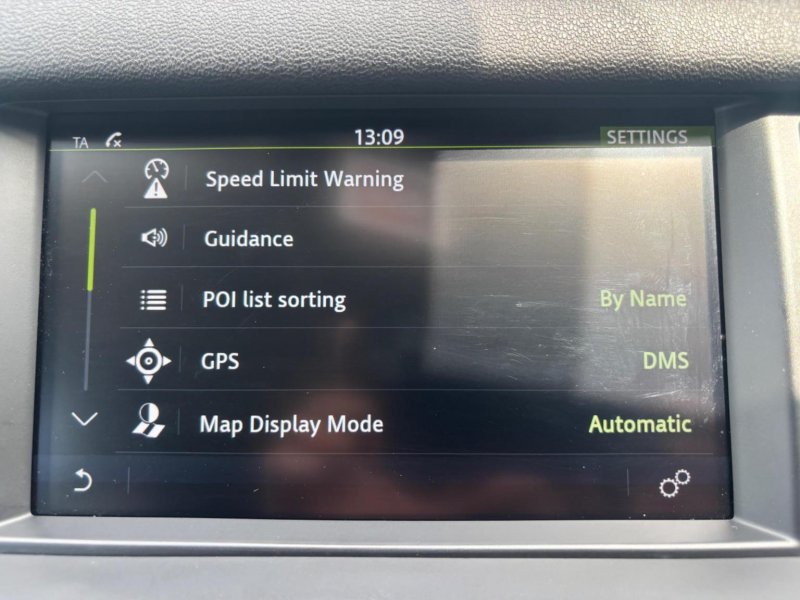 TA 13:09 SETTINGS
Speed Limit Warning
Guidance
POI list sorting By Name
GPS DMS
Map Display Mode Automatic